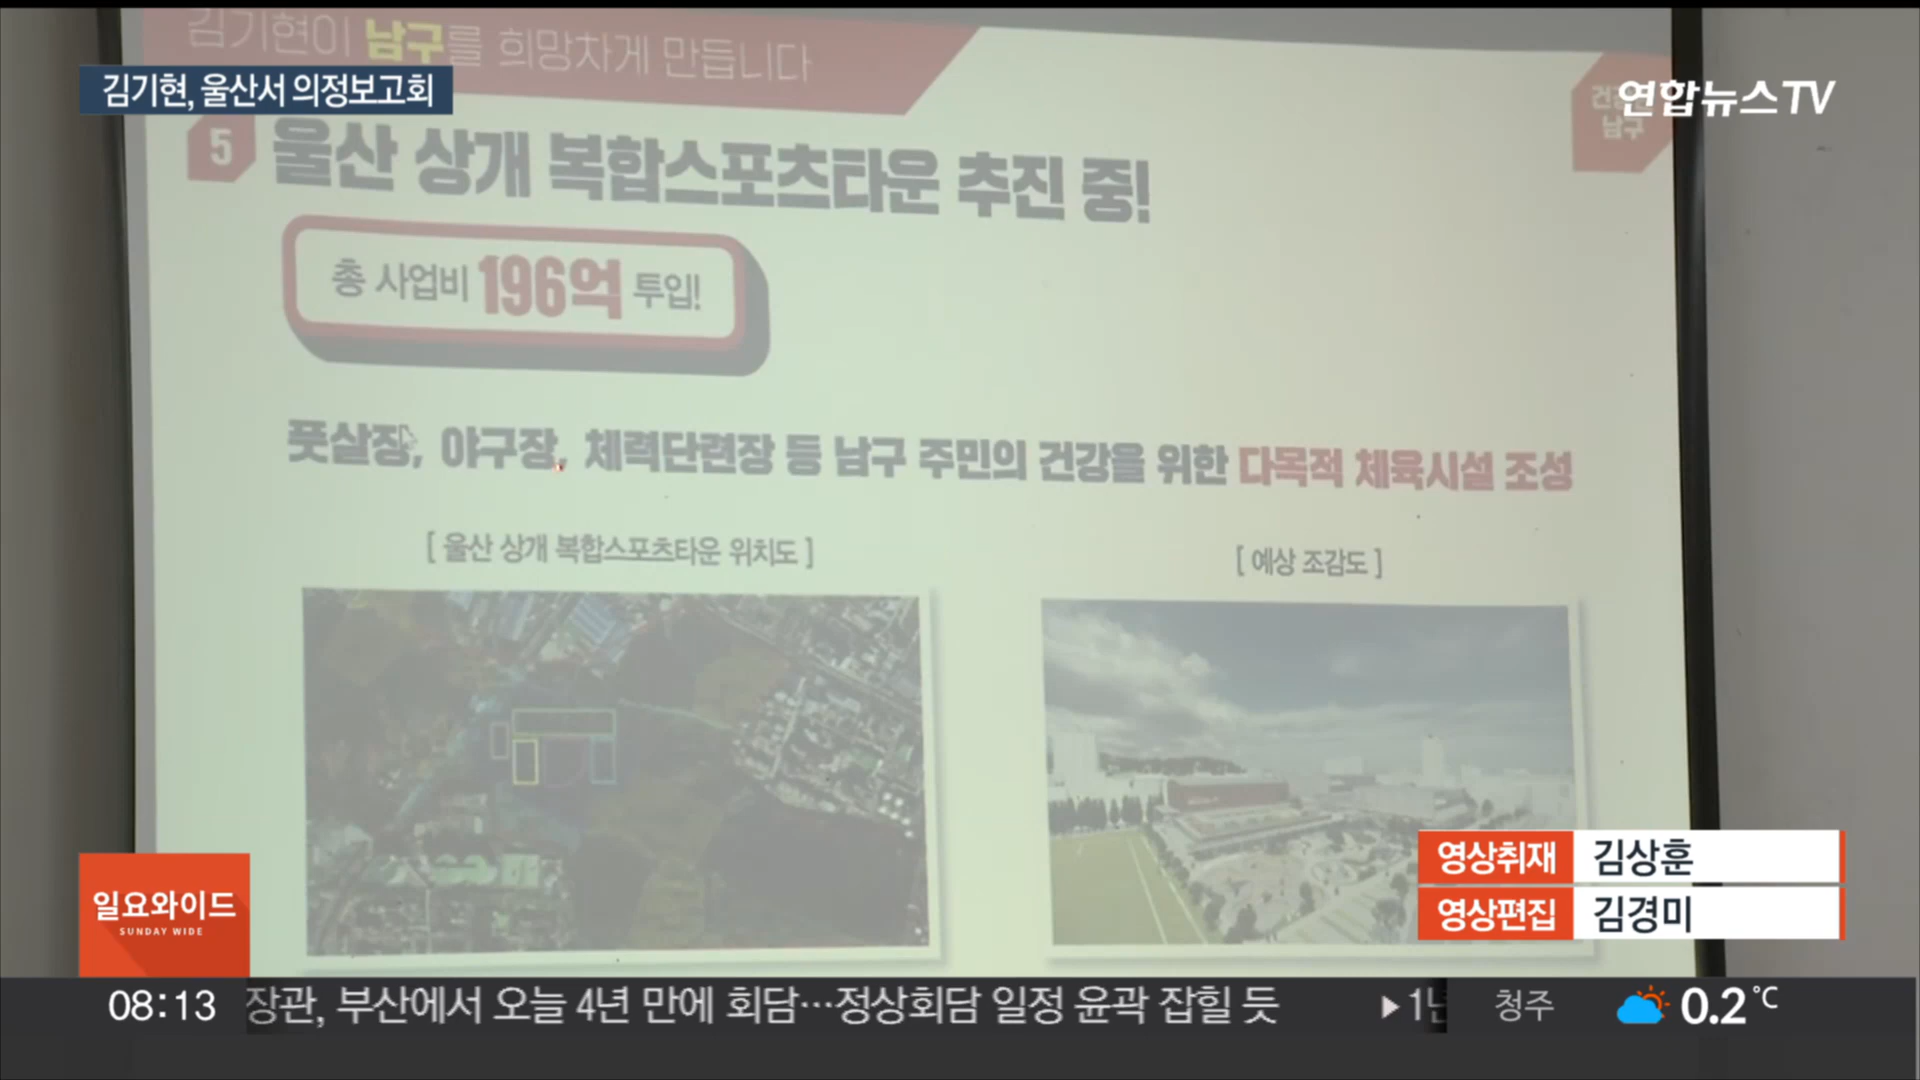 김기현이 남구를 희망차게 만듭니다
김기현, 울산서 의정보고회
연합뉴스TV
남구
5 울산 상개 복합스포츠타운 추진 중!
총 사업비 196억 투입!
풋살장, 야구장, 체력단련장 등 남구 주민의 건강을 위한 다목적 체육시설 조성
[ 울산 상개 복합스포츠타운 위치도 ]
[ 예상 조감도 ]
영상취재 김상훈
영상편집 김경미
일요와이드
SUNDAY WIDE
08:13 장관, 부산에서 오늘 4년 만에 회담…정상회담 일정 윤곽 잡힐 듯 ▶1년 청주 0.2℃